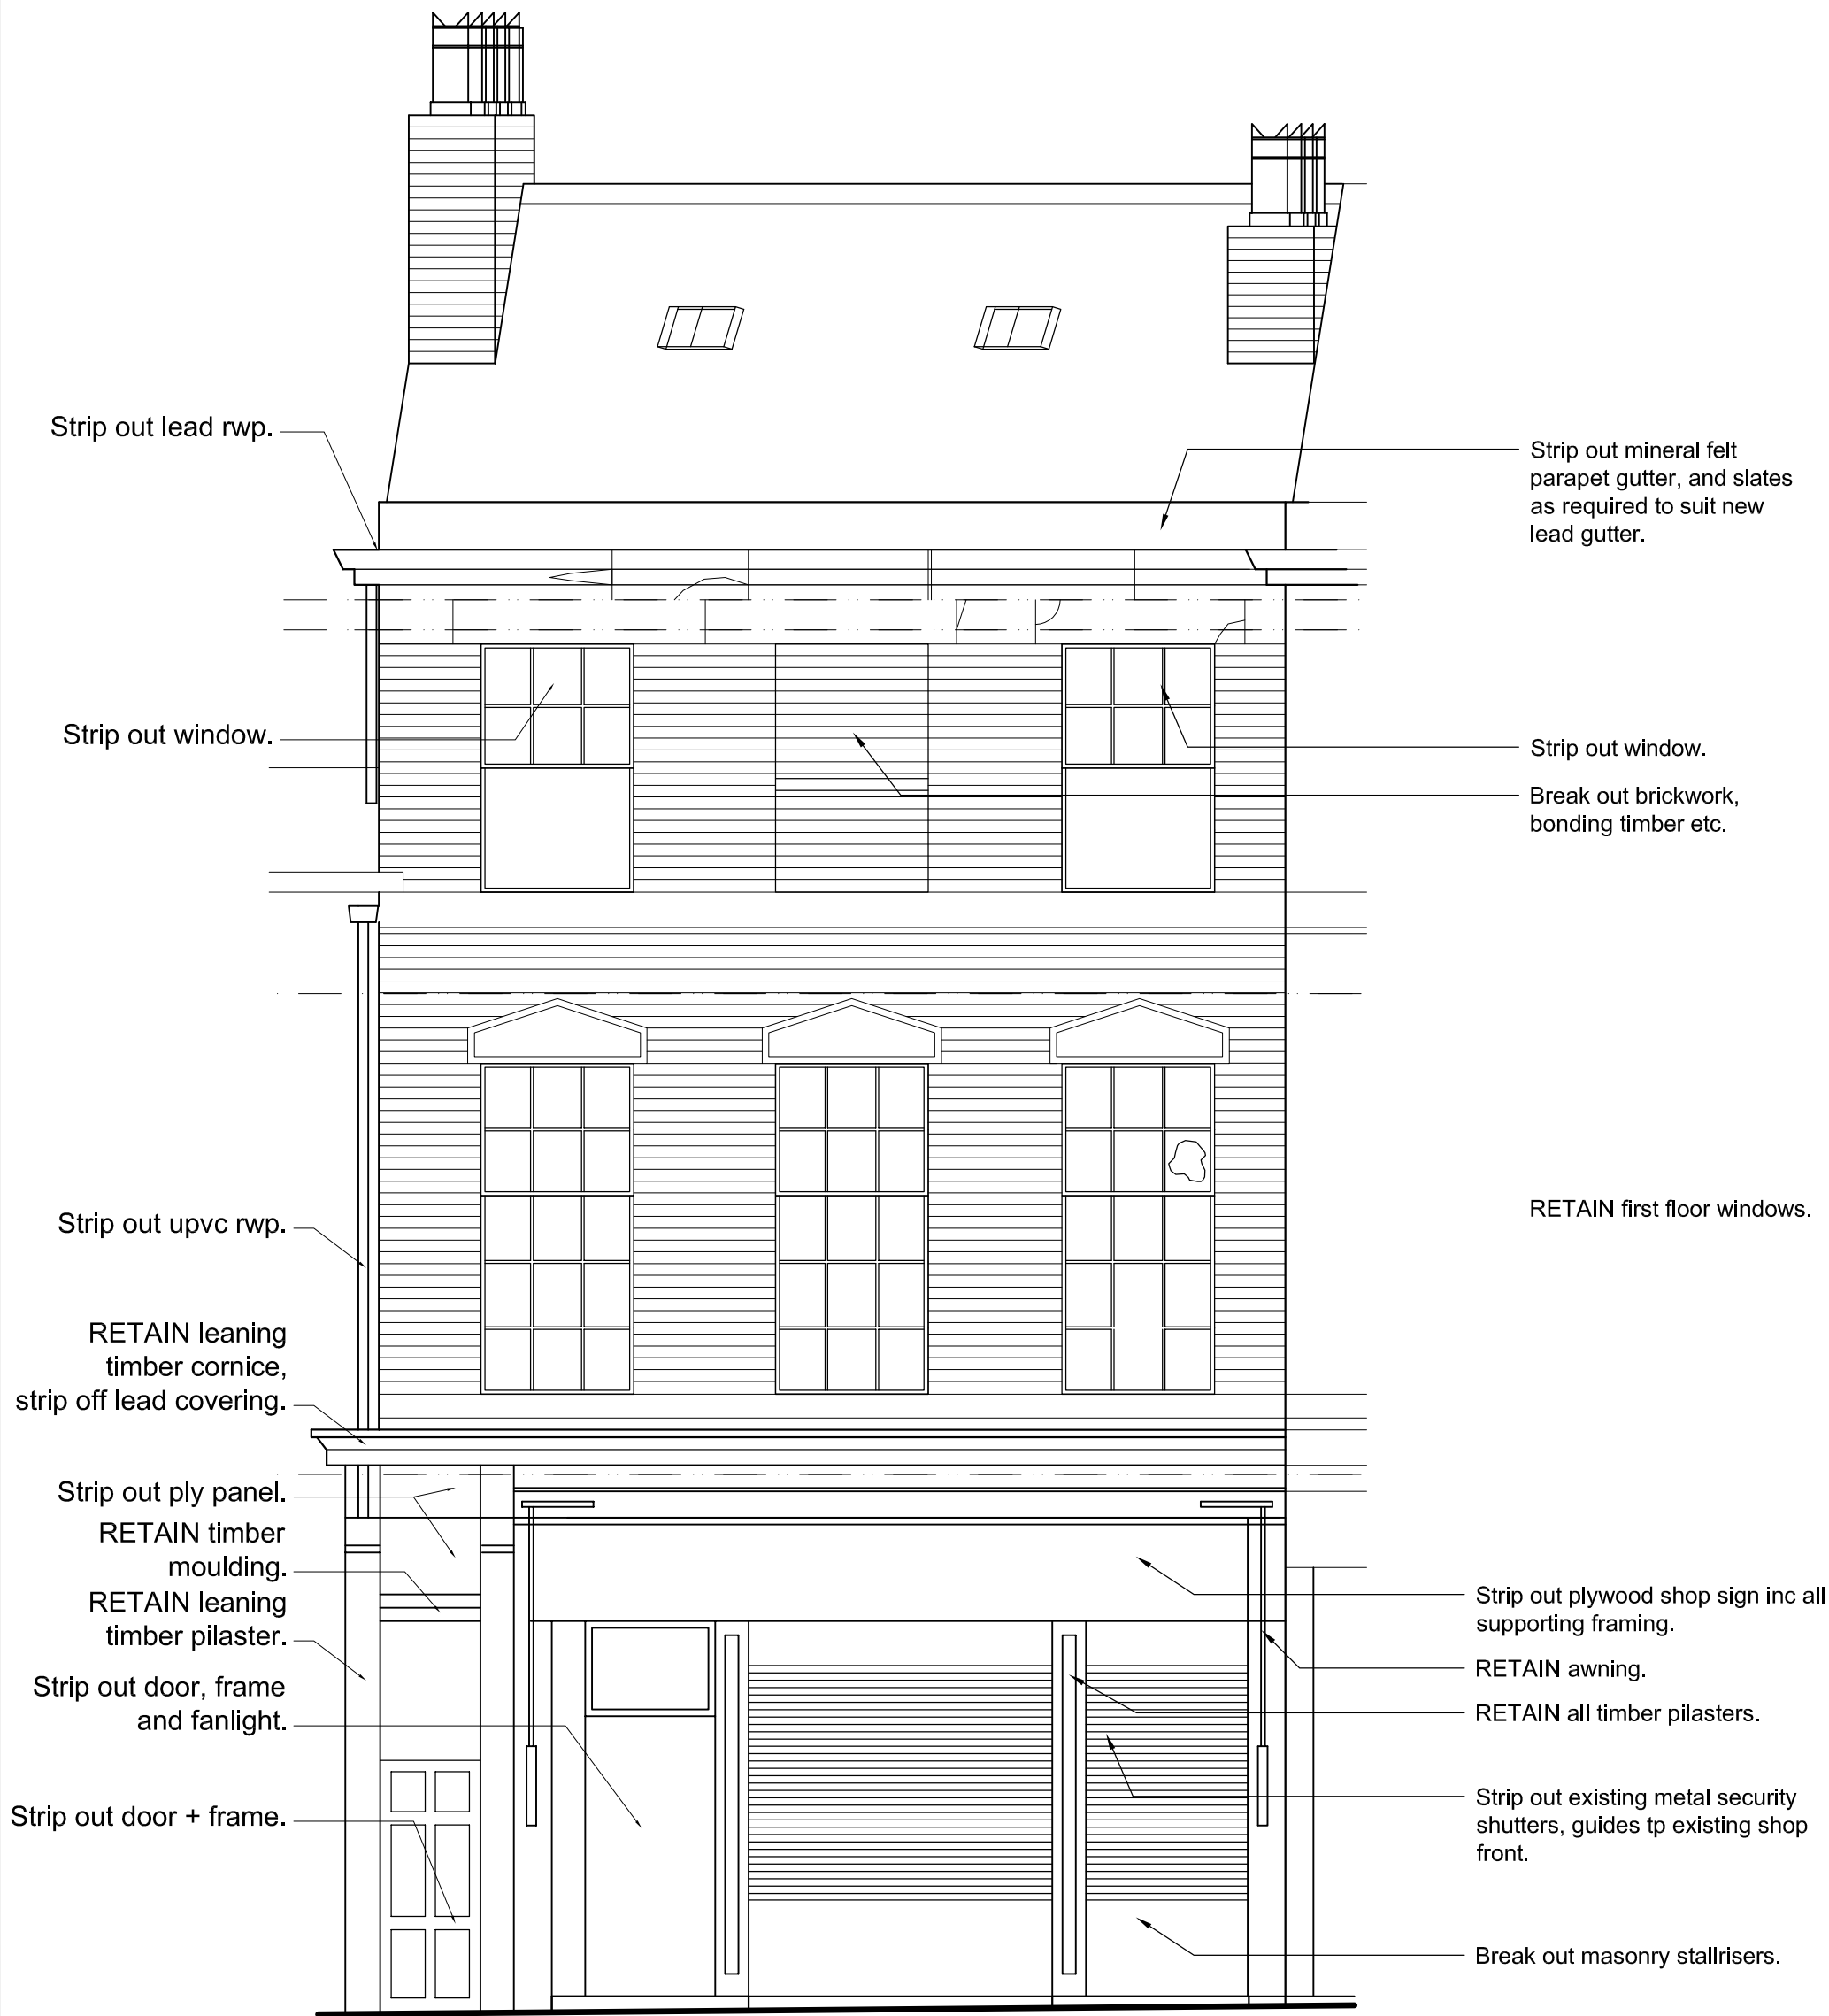 Strip out lead rwp.
Strip out window.
Strip out upvc rwp.
RETAIN leaning
timber cornice,
strip off lead covering.
Strip out ply panel.
RETAIN timber
moulding.
RETAIN leaning
timber pilaster.
Strip out door, frame
and fanlight.
Strip out door + frame.
Strip out mineral felt
parapet gutter, and slates
as required to suit new
lead gutter.
Strip out window.
Break out brickwork,
bonding timber etc.
RETAIN first floor windows.
Strip out plywood shop sign inc all
supporting framing.
RETAIN awning.
RETAIN all timber pilasters.
Strip out existing metal security
shutters, guides tp existing shop
front.
Break out masonry stallrisers.